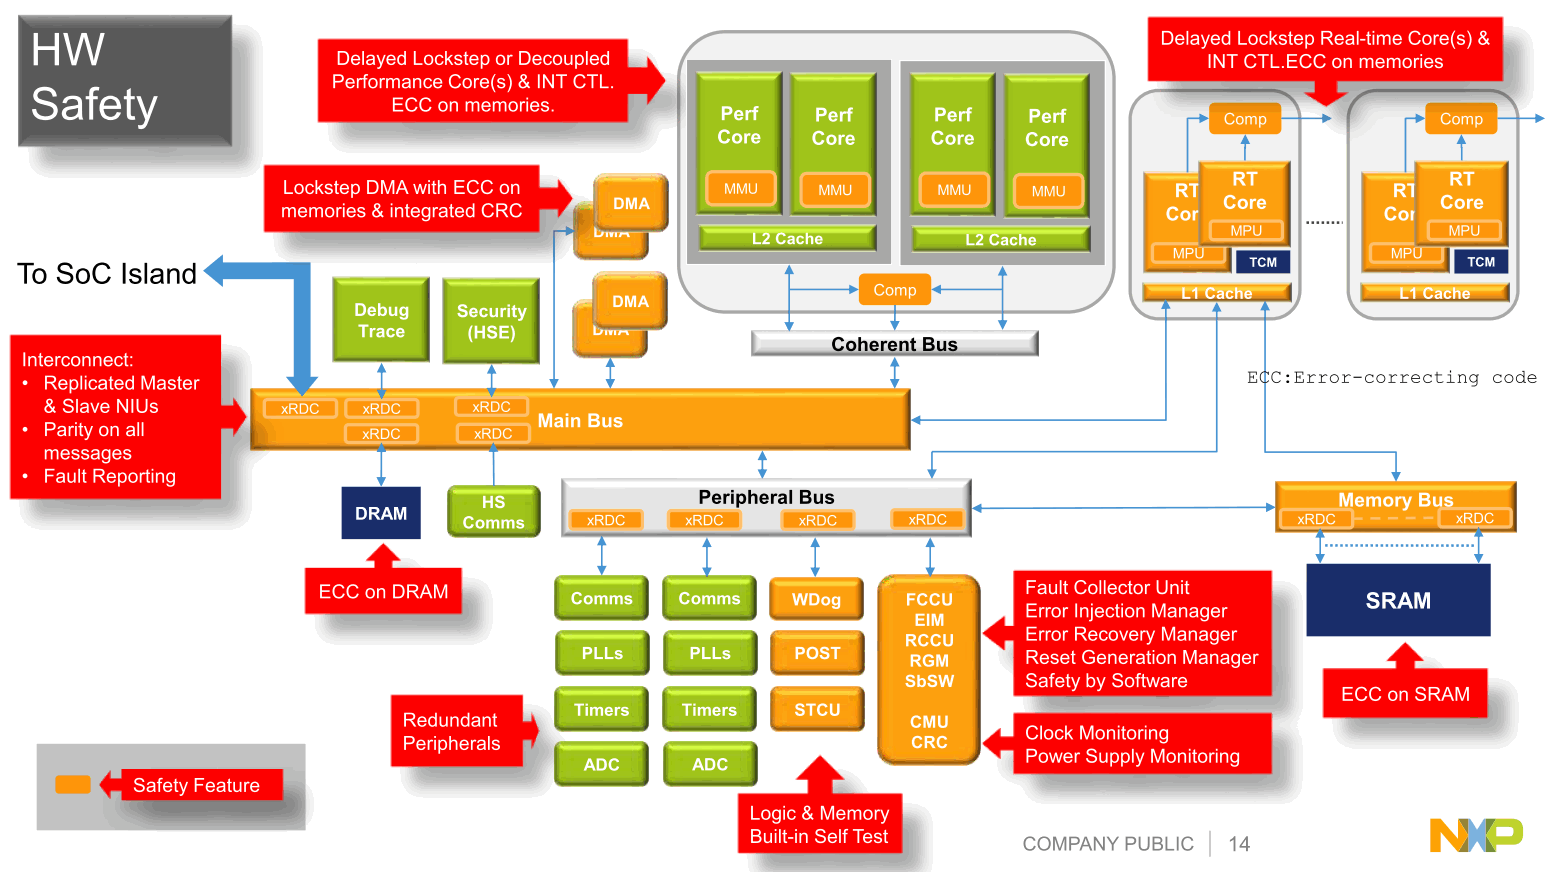 HW
Safety
Delayed Lockstep or Decoupled
Performance Core(s) & INT CTL.
ECC on memories.
Delayed Lockstep Real-time Core(s) &
INT CTL.ECC on memories
Perf
Core
MMU
Perf
Core
MMU
L2 Cache
Perf
Core
MMU
Perf
Core
MMU
L2 Cache
Comp
Comp
RT
Core
MPU
RT
Cor
MPU
TCM
L1 Cache
Comp
RT
Core
MPU
RT
Cor
MPU
TCM
L1 Cache
Lockstep DMA with ECC on
memories & integrated CRC
DMA
DMA
DMA
DMA
To SoC Island
Debug
Trace
Security
(HSE)
Coherent Bus
ECC:Error-correcting code
Interconnect:
• Replicated Master
& Slave NIUs
• Parity on all
messages
• Fault Reporting
xRDC
xRDC
xRDC
xRDC
xRDC
Main Bus
DRAM
HS
Comms
ECC on DRAM
Peripheral Bus
xRDC
xRDC
xRDC
xRDC
Memory Bus
xRDC
xRDC
SRAM
ECC on SRAM
Comms
PLLs
Timers
ADC
Comms
PLLs
Timers
ADC
WDog
POST
STCU
FCCU
EIM
RCCU
RGM
SbSW
CMU
CRC
Fault Collector Unit
Error Injection Manager
Error Recovery Manager
Reset Generation Manager
Safety by Software
Clock Monitoring
Power Supply Monitoring
Redundant
Peripherals
Logic & Memory
Built-in Self Test
Safety Feature
COMPANY PUBLIC | 14
NXP